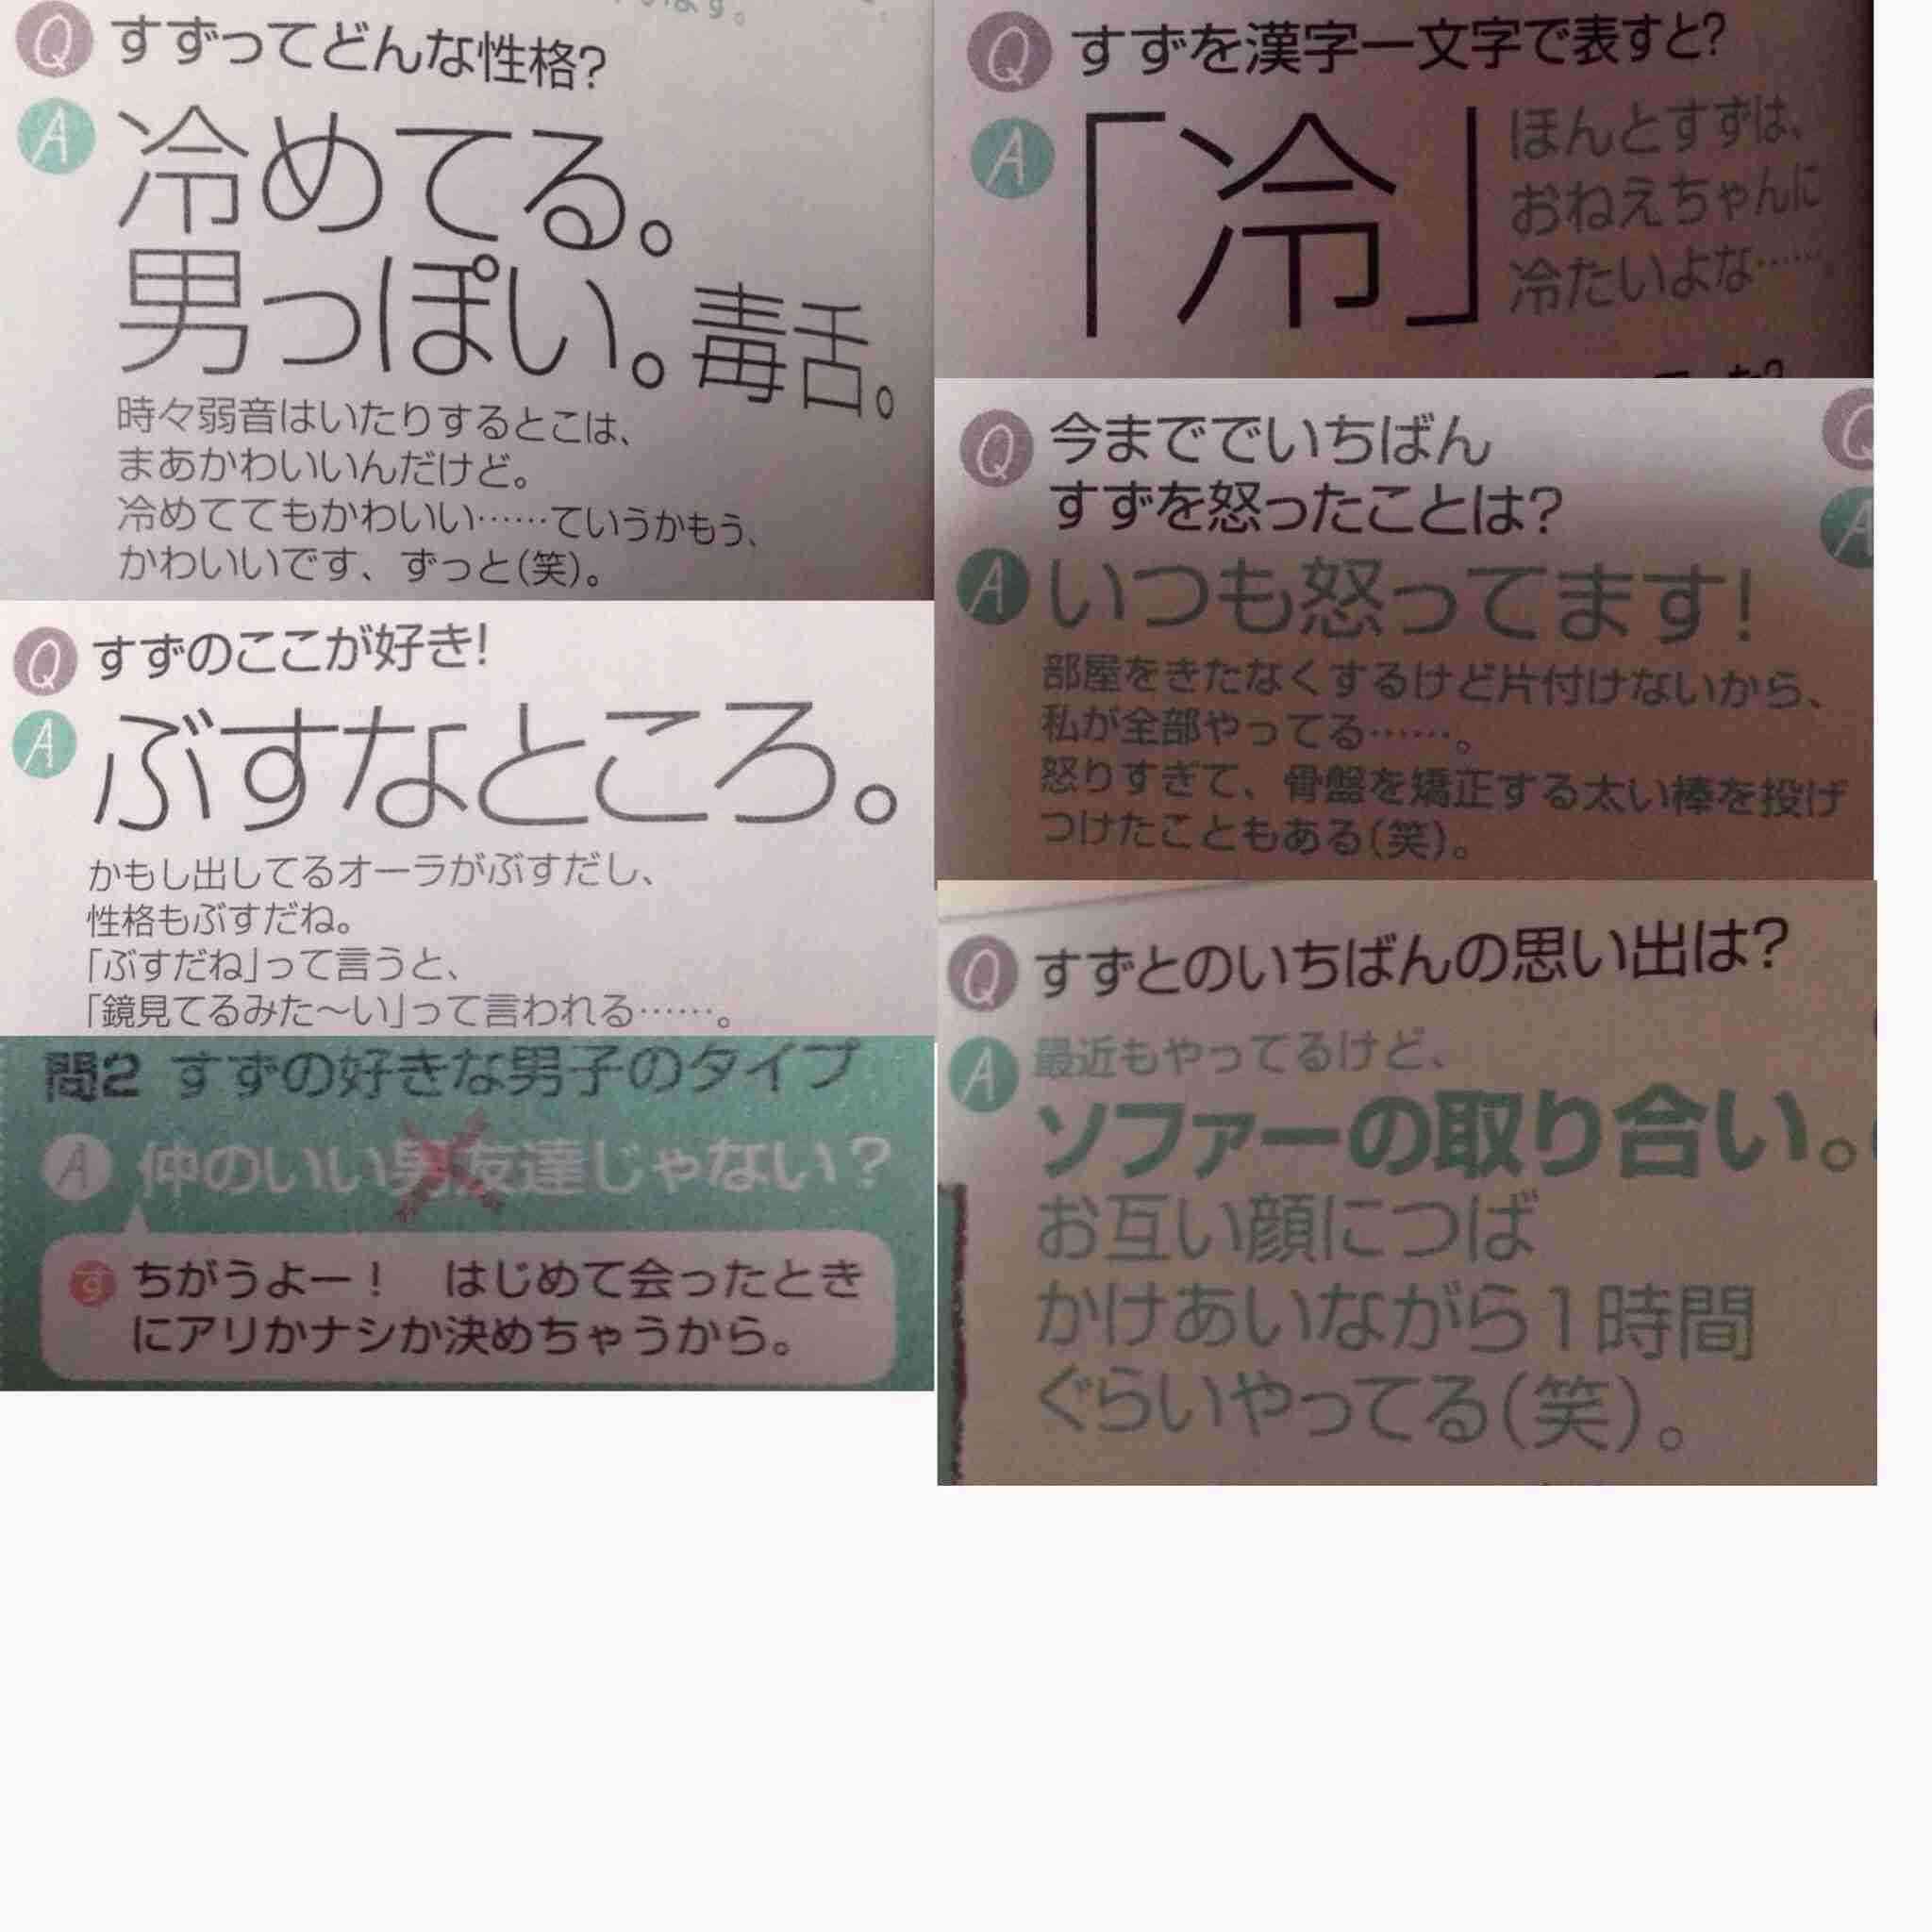 Q すずってどんな性格?
A 冷めてる。
男っぽい。毒舌。
時々弱音はいたりするとこは、
まあかわいいんだけど。
冷めててもかわいい……ていうかもう、
かわいいです、ずっと(笑)。
Q すずのここが好き!
A ぶすなところ。
かもし出してるオーラがぶすだし、
性格もぶすだね。
「ぶすだね」って言うと、
「鏡見てるみた〜い」って言われる……。
問2 すずの好きな男子のタイプ
A 仲のいい男友達じゃない?
す ちがうよー! はじめて会ったとき
にアリかナシか決めちゃうから。
Q すずを漢字一文字で表すと?
A 「冷」
ほんとすずは、
おねえちゃんに
冷たいよな……。
Q 今まででいちばん
すずを怒ったことは?
A いつも怒ってます!
部屋をきたなくするけど片付けないから、
私が全部やってる……。
怒りすぎて、骨盤を矯正する太い棒を投げ
つけたこともある(笑)。
Q
A
Q すずとのいちばんの思い出は?
A 最近もやってるけど、
ソファーの取り合い。
お互い顔につば
かけあいながら1時間
ぐらいやってる(笑)。